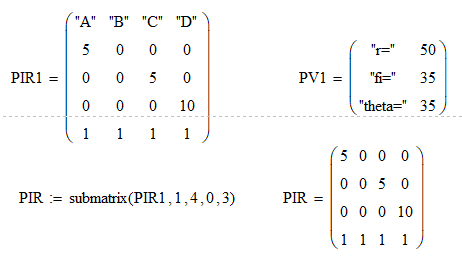 "A" "B" "C" "D"
5 0 0 0
PIR1 = 0 0 5 0
0 0 0 10
1 1 1 1
"r=" 50
PV1 = "fi=" 35
"theta=" 35
PIR := submatrix(PIR1,1,4,0,3)
5 0 0 0
PIR = 0 0 5 0
0 0 0 10
1 1 1 1